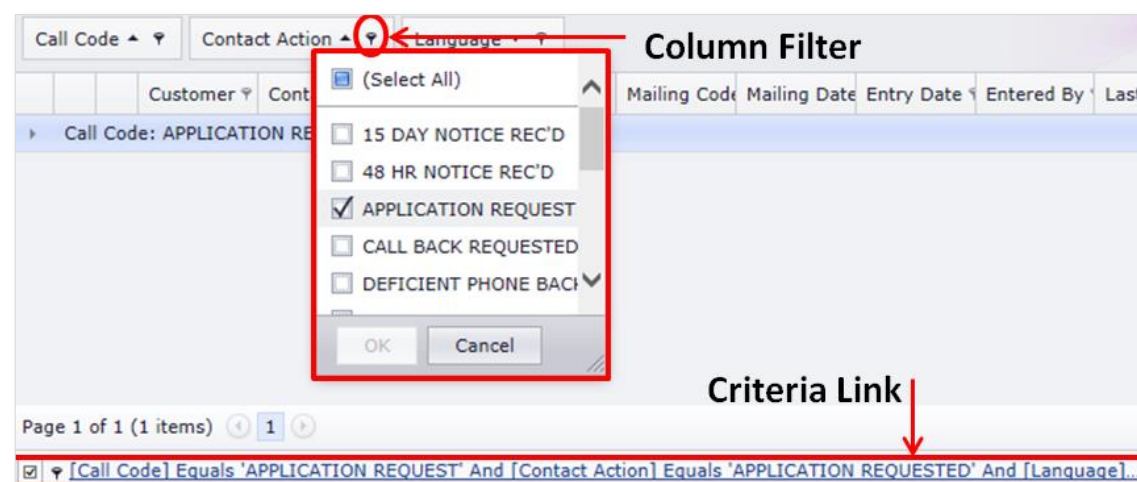 Call Code Contact Action Language
Column Filter
Customer Cont Mailing Code Mailing Date Entry Date Entered By Last
(Select All)
Call Code: APPLICATION RE
15 DAY NOTICE REC'D
48 HR NOTICE REC'D
APPLICATION REQUEST
CALL BACK REQUESTED
DEFICIENT PHONE BACK
OK Cancel
Criteria Link
Page 1 of 1 (1 items) 1
[Call Code] Equals 'APPLICATION REQUEST' And [Contact Action] Equals 'APPLICATION REQUESTED' And [Language]...